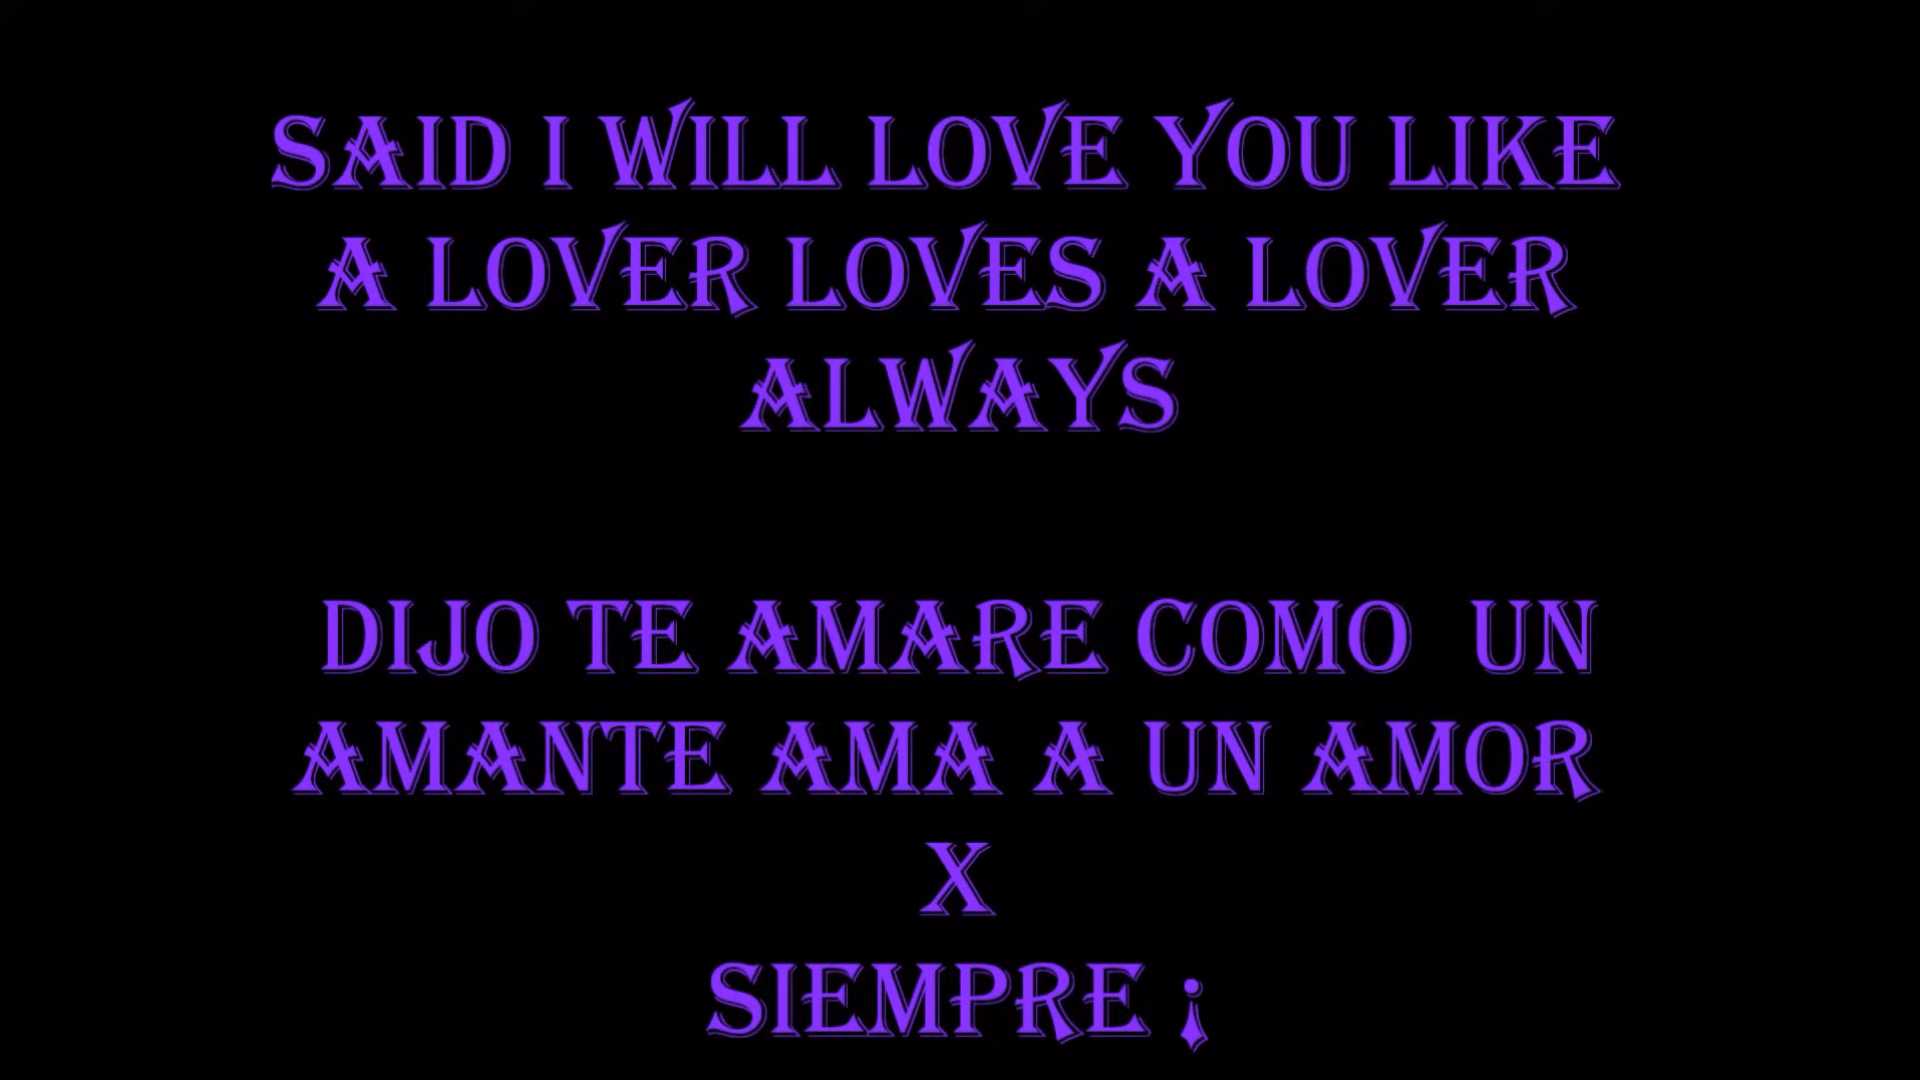 SAID I WILL LOVE YOU LIKE
A LOVER LOVES A LOVER
ALWAYS
DIJO TE AMARE COMO UN
AMANTE AMA A UN AMOR
X
SIEMPRE ¡